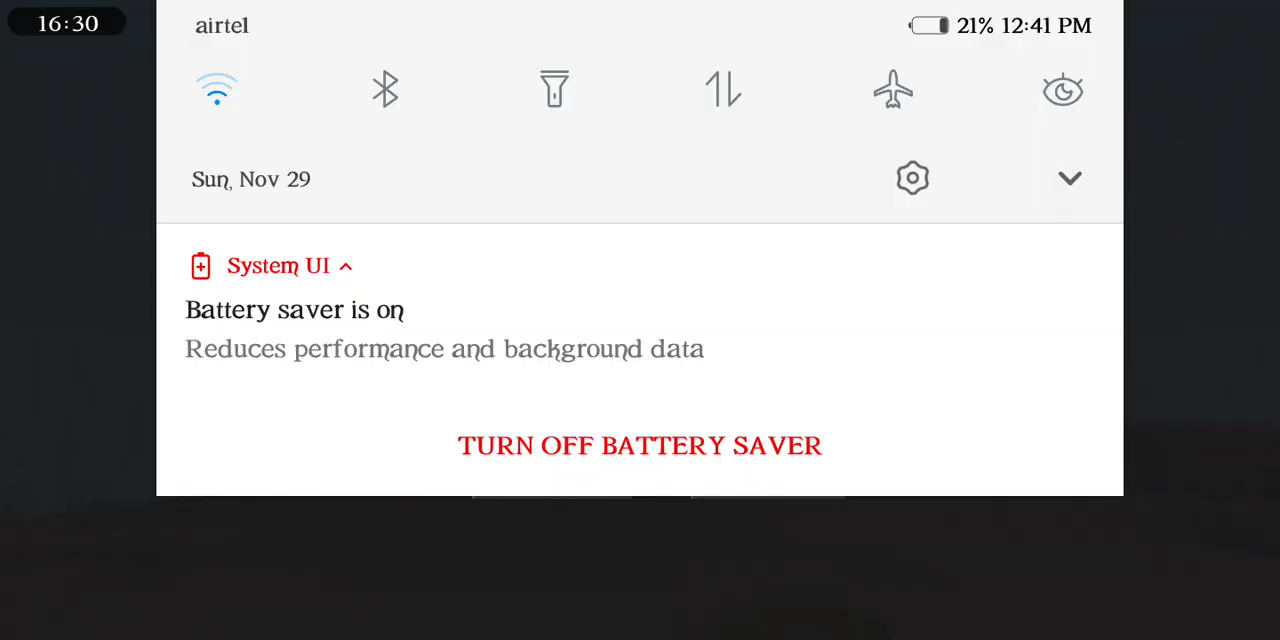 16:30
airtel
21% 12:41 PM
Sun, Nov 29
System UI
Battery saver is on
Reduces performance and background data
TURN OFF BATTERY SAVER